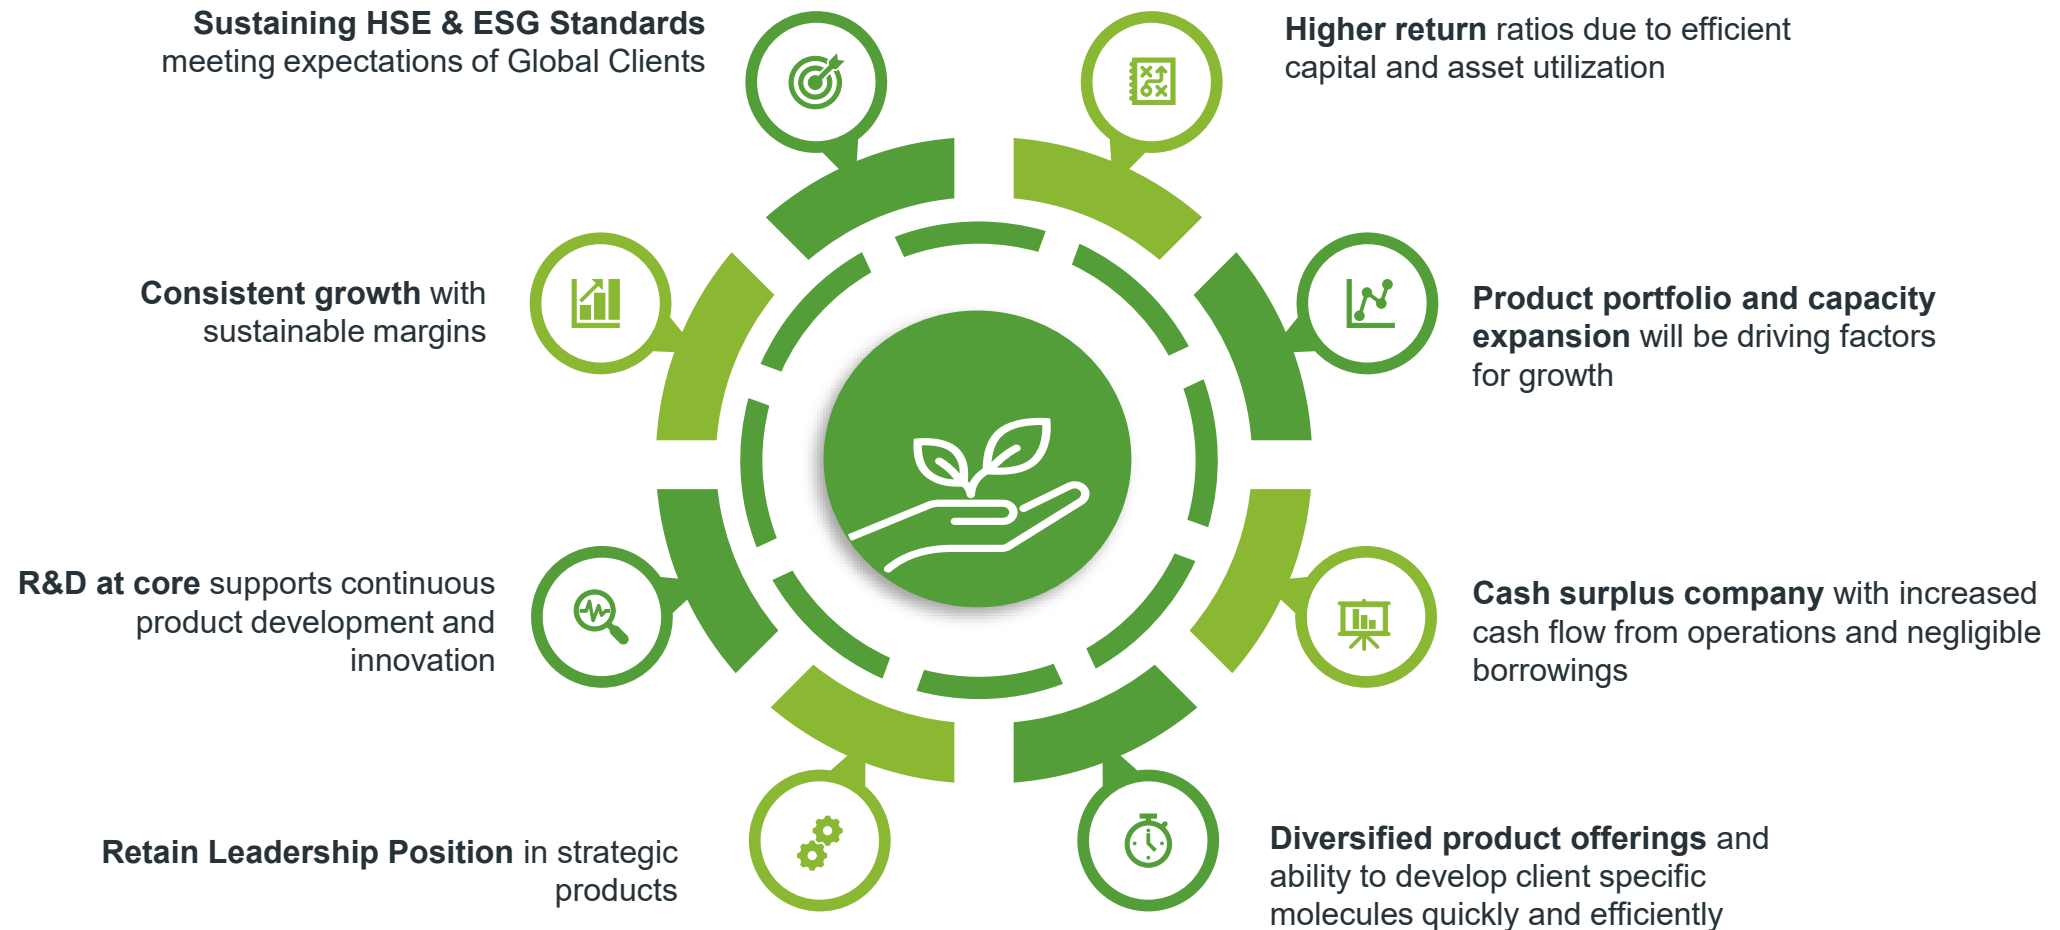 Sustaining HSE & ESG Standards
meeting expectations of Global Clients
Higher return ratios due to efficient
capital and asset utilization
Consistent growth with
sustainable margins
Product portfolio and capacity
expansion will be driving factors
for growth
R&D at core supports continuous
product development and
innovation
Cash surplus company with increased
cash flow from operations and negligible
borrowings
Retain Leadership Position in strategic
products
Diversified product offerings and
ability to develop client specific
molecules quickly and efficiently